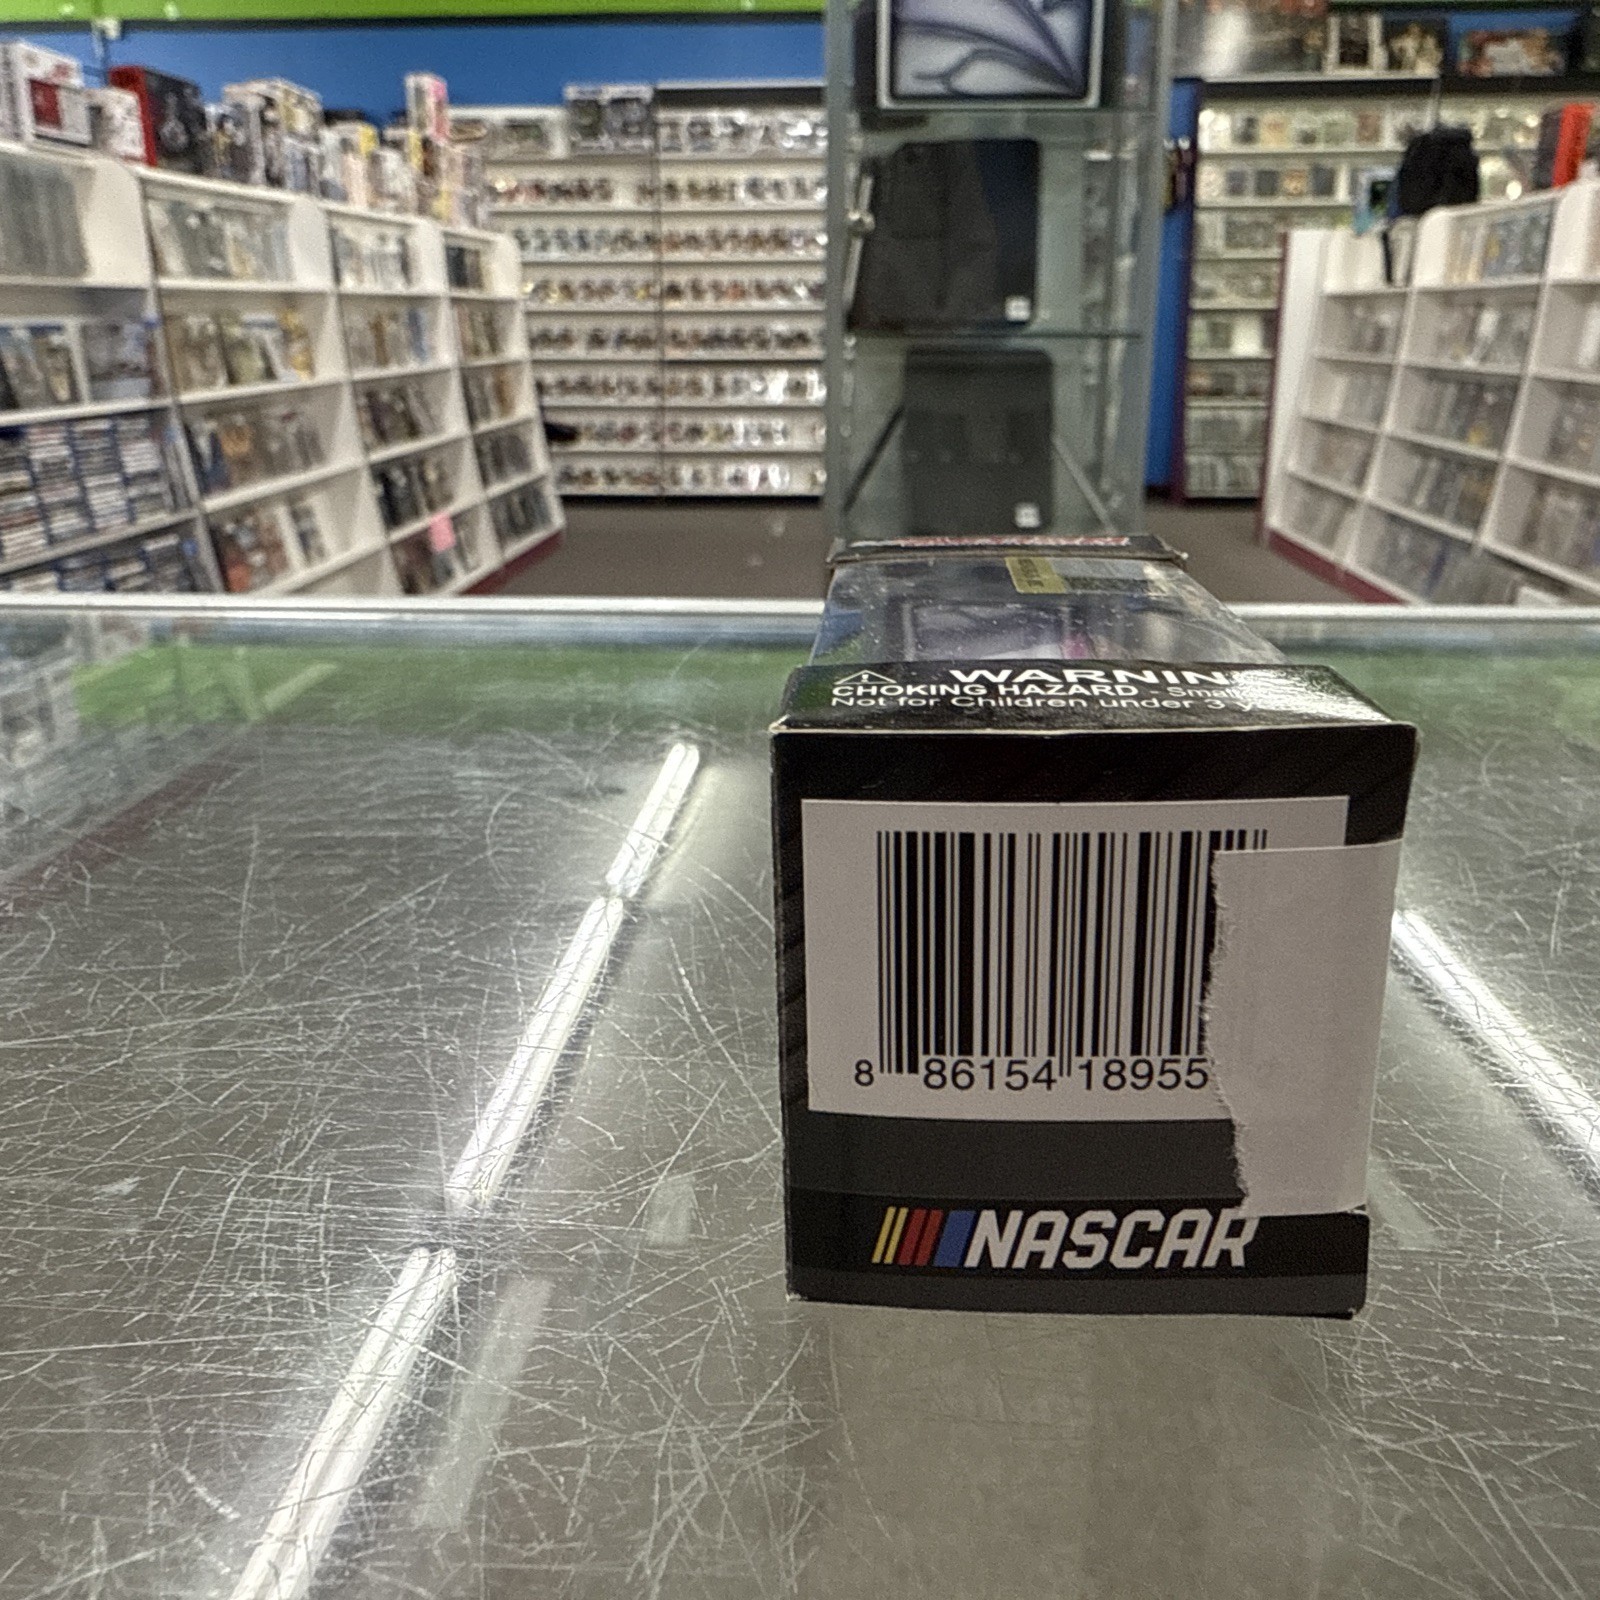 WARNIN
CHOKING HAZARD - Small
Not for Children under 3 y
8 86154 18955
NASCAR